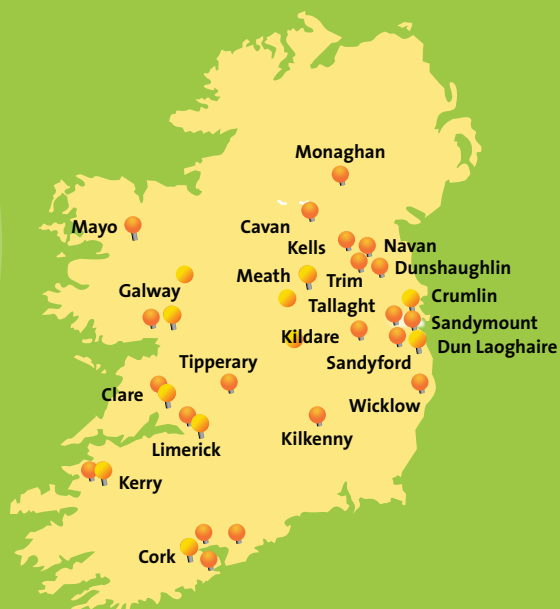 Monaghan
Mayo
Cavan
Kells
Navan
Meath
Trim
Dunshaughlin
Galway
Tallaght
Crumlin
Sandymount
Kildare
Dun Laoghaire
Tipperary
Sandyford
Clare
Wicklow
Kilkenny
Limerick
Kerry
Cork